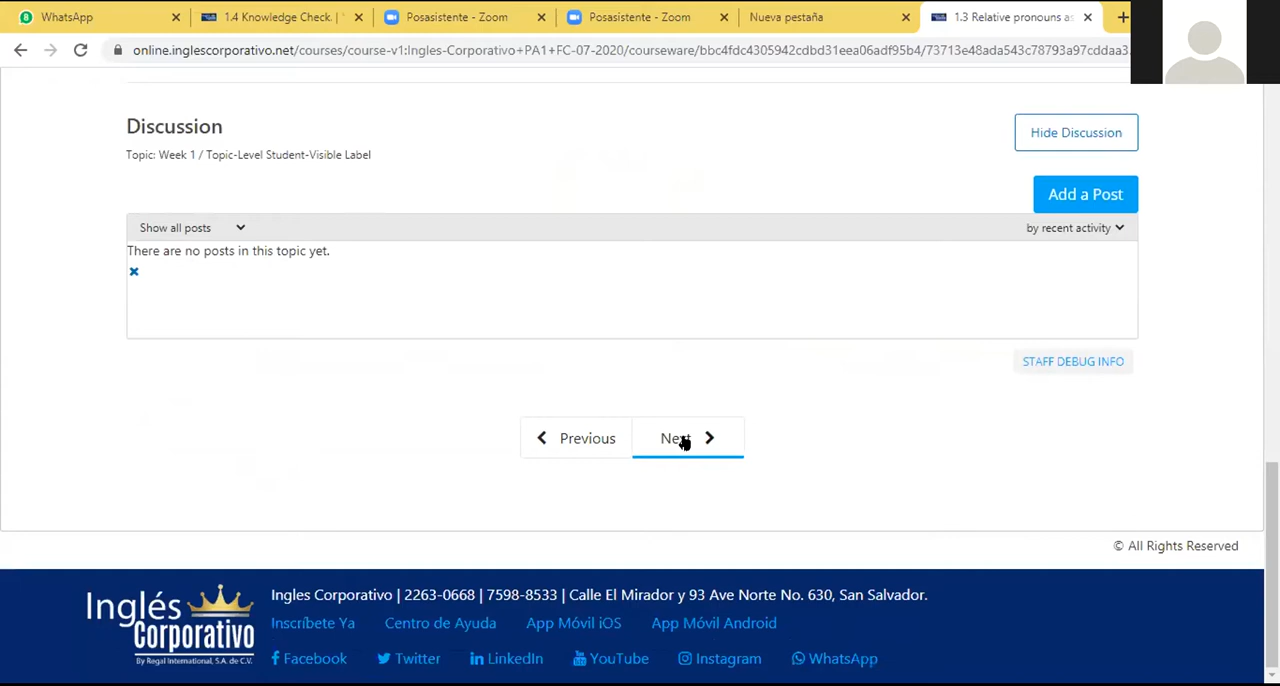 8 WhatsApp
1.4 Knowledge Check. |
Posasistente - Zoom
Posasistente - Zoom
Nueva pestaña
1.3 Relative pronouns as
online.inglescorporativo.net/courses/course-v1:Ingles-Corporativo+PA1+FC-07-2020/courseware/bbc4fdc4305942cdbd31eea06adf95b4/73713e48ada543c78793a97cddaa3...
Discussion
Hide Discussion
Topic: Week 1 / Topic-Level Student-Visible Label
Add a Post
Show all posts
by recent activity
There are no posts in this topic yet.
STAFF DEBUG INFO
Previous
Next
© All Rights Reserved
Inglés Corporativo
By Regal International, S.A. de C.V.
Ingles Corporativo | 2263-0668 | 7598-8533 | Calle El Mirador y 93 Ave Norte No. 630, San Salvador.
Inscríbete Ya
Centro de Ayuda
App Móvil iOS
App Móvil Android
Facebook
Twitter
LinkedIn
YouTube
Instagram
WhatsApp